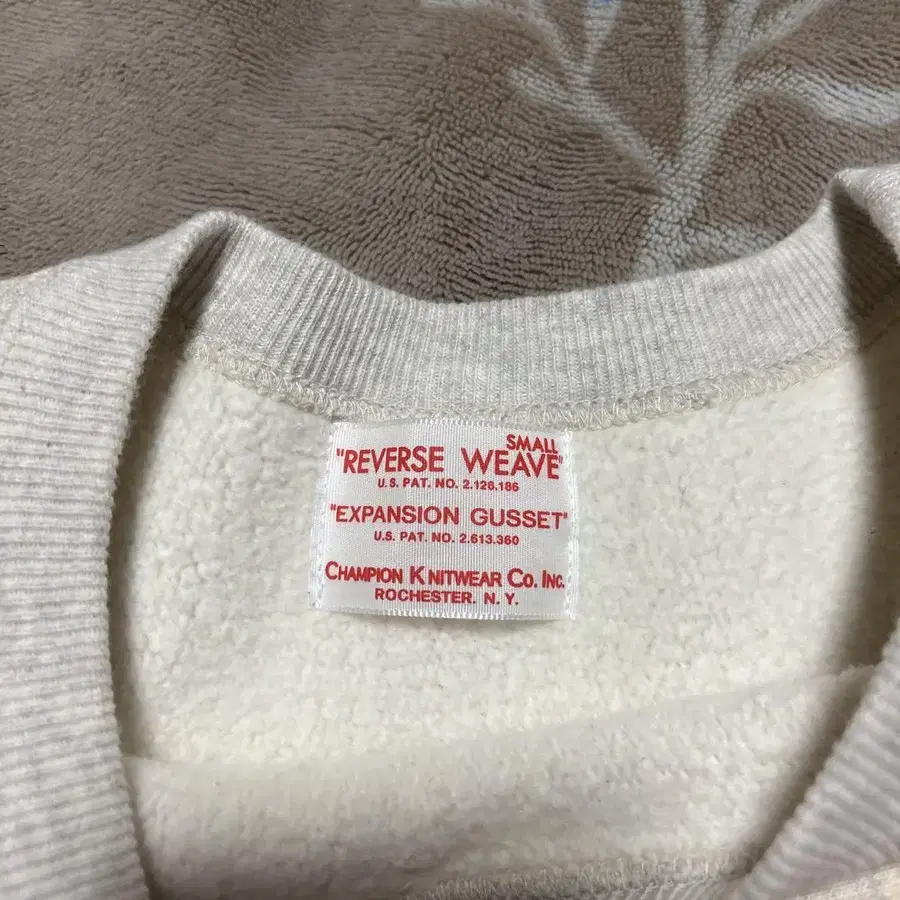 SMALL
"REVERSE WEAVE"
U.S. PAT. NO. 2.126.186
"EXPANSION GUSSET"
U.S. PAT. NO. 2.613.360
CHAMPION KNITWEAR CO. INC.
ROCHESTER. N. Y.